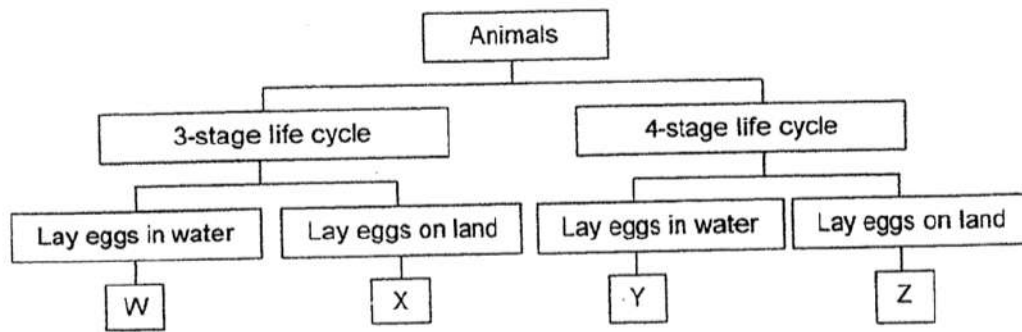 Animals
3-stage life cycle
4-stage life cycle
Lay eggs in water
Lay eggs on land
Lay eggs in water
Lay eggs on land
W
X
Y
Z